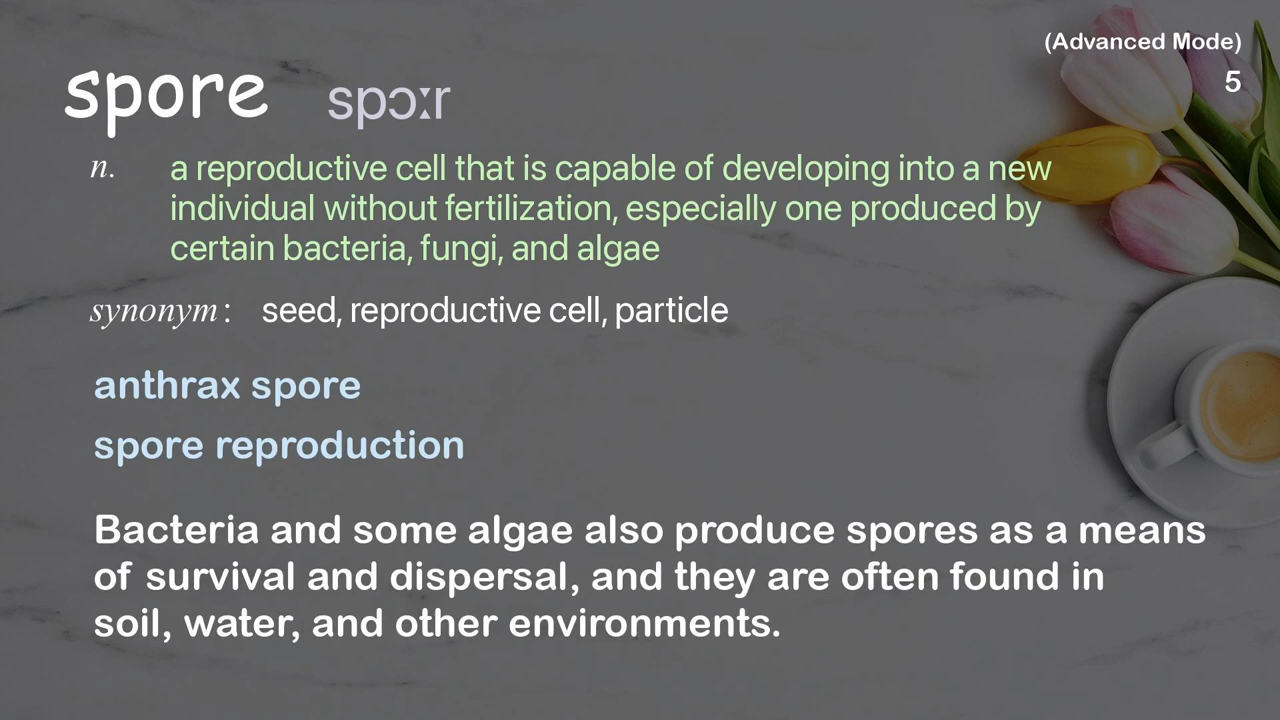 (Advanced Mode)
5
spore spɔːr
n. a reproductive cell that is capable of developing into a new
individual without fertilization, especially one produced by
certain bacteria, fungi, and algae
synonym: seed, reproductive cell, particle
anthrax spore
spore reproduction
Bacteria and some algae also produce spores as a means
of survival and dispersal, and they are often found in
soil, water, and other environments.